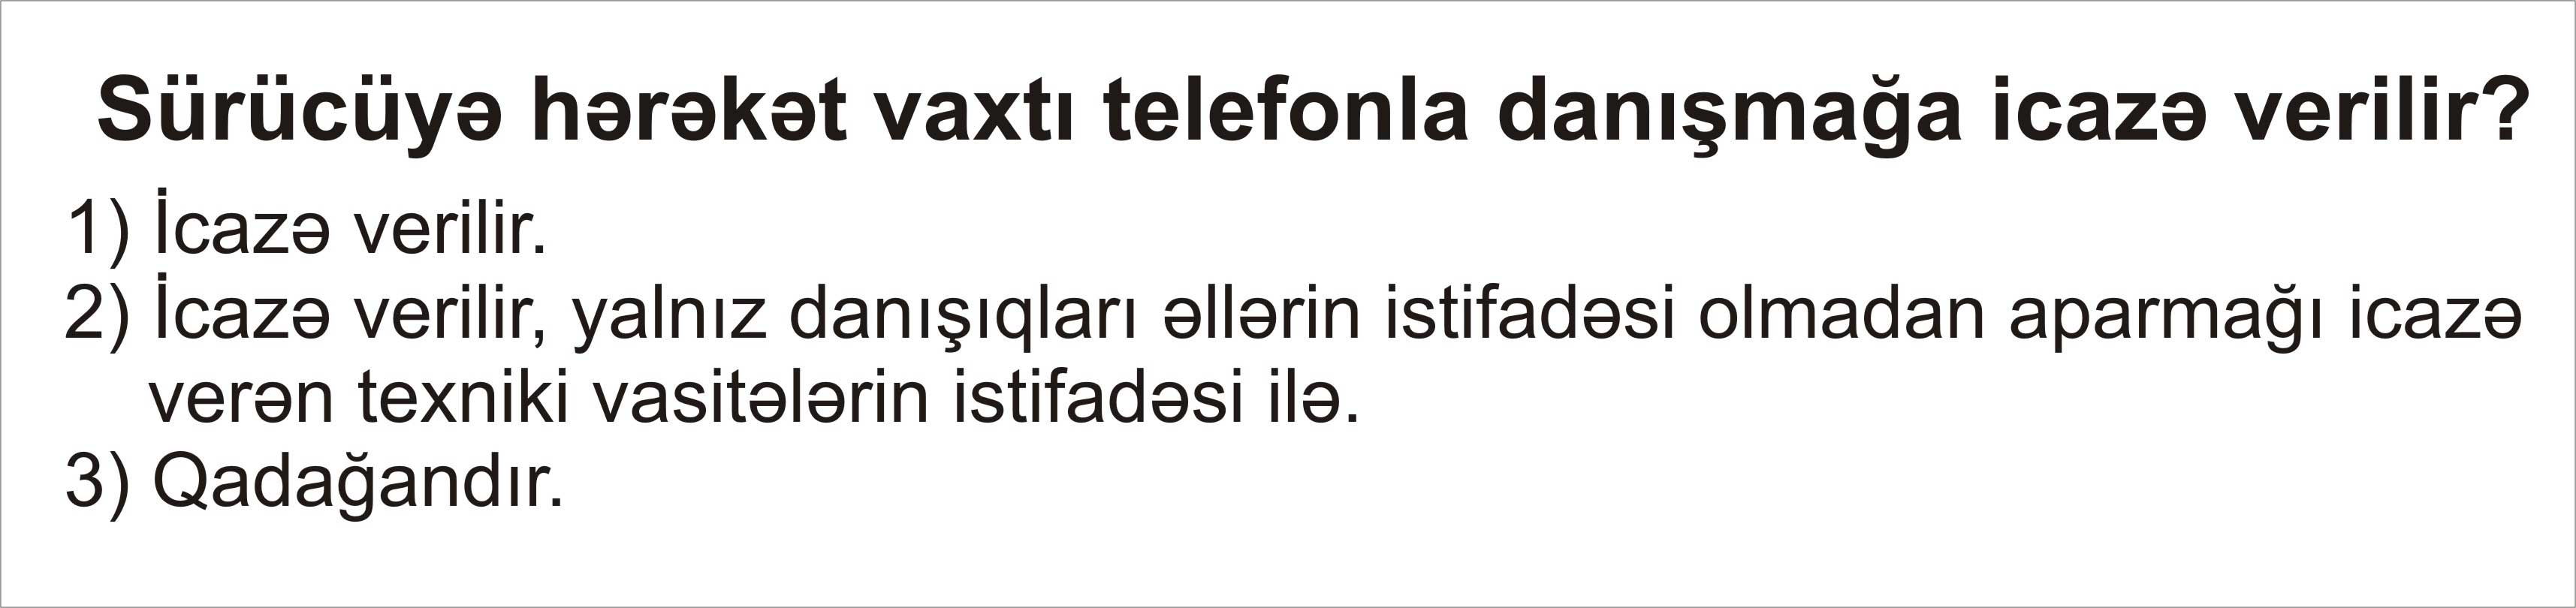 Sürücüyə hərəkət vaxtı telefonla danışmağa icazə verilir?
1) İcazə verilir.
2) İcazə verilir, yalnız danışıqları əllərin istifadəsi olmadan aparmağı icazə
verən texniki vasitələrin istifadəsi ilə.
3) Qadağandır.